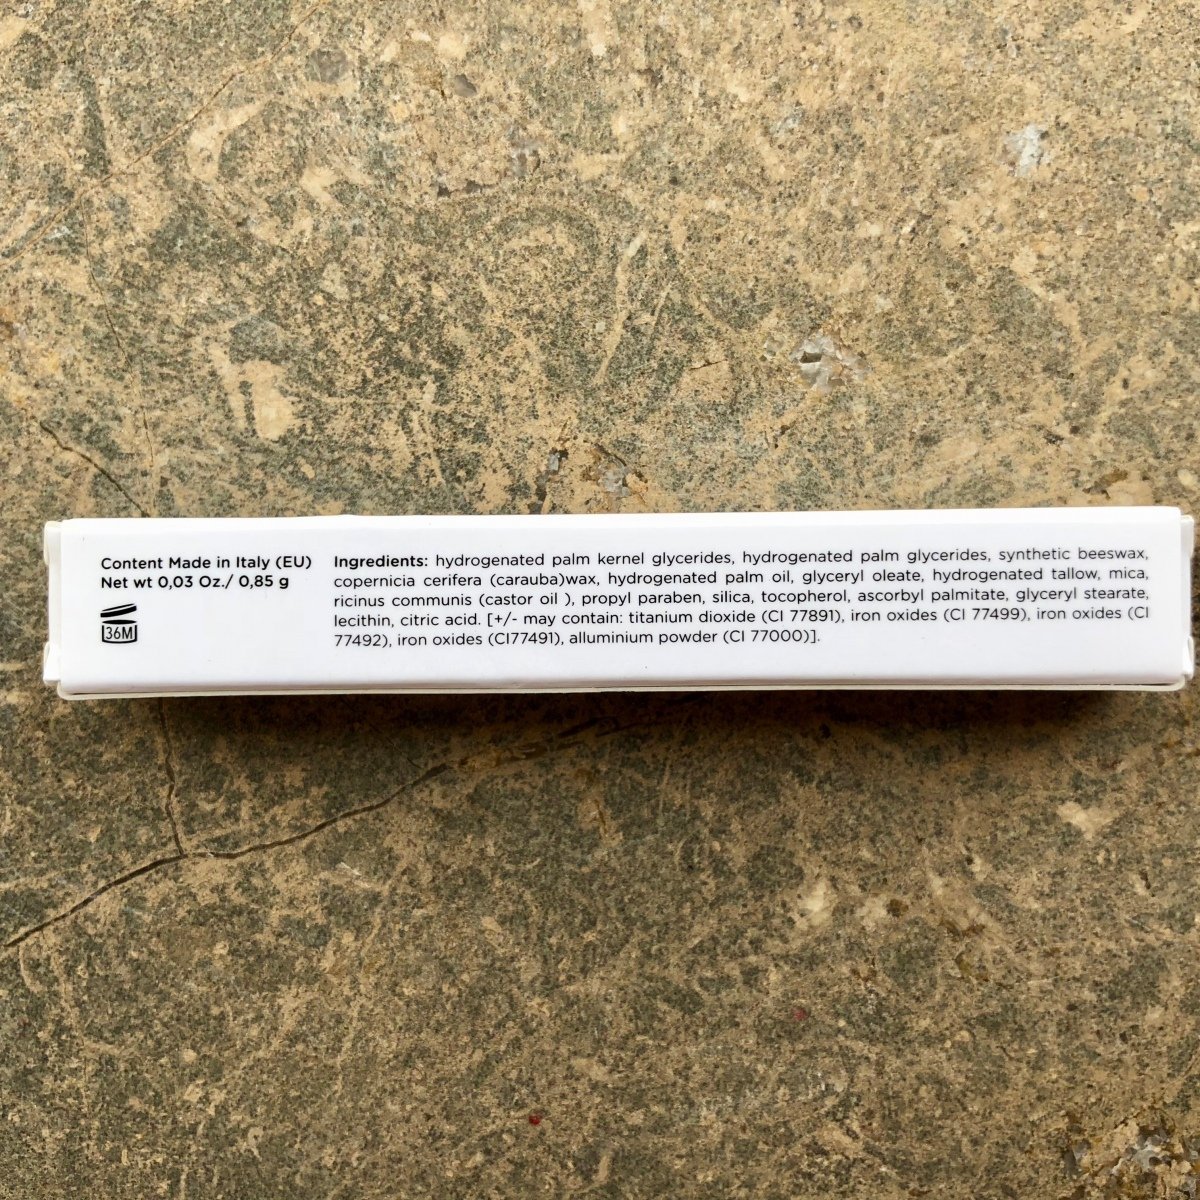 Content Made in Italy (EU)
Net wt 0,03 Oz./ 0,85 g
36M
Ingredients: hydrogenated palm kernel glycerides, hydrogenated palm glycerides, synthetic beeswax,
copernicia cerifera (carauba)wax, hydrogenated palm oil, glyceryl oleate, hydrogenated tallow, mica,
ricinus communis (castor oil ), propyl paraben, silica, tocopherol, ascorbyl palmitate, glyceryl stearate,
lecithin, citric acid. [+/- may contain: titanium dioxide (CI 77891), iron oxides (CI 77499), iron oxides (CI
77492), iron oxides (CI77491), alluminium powder (CI 77000)].